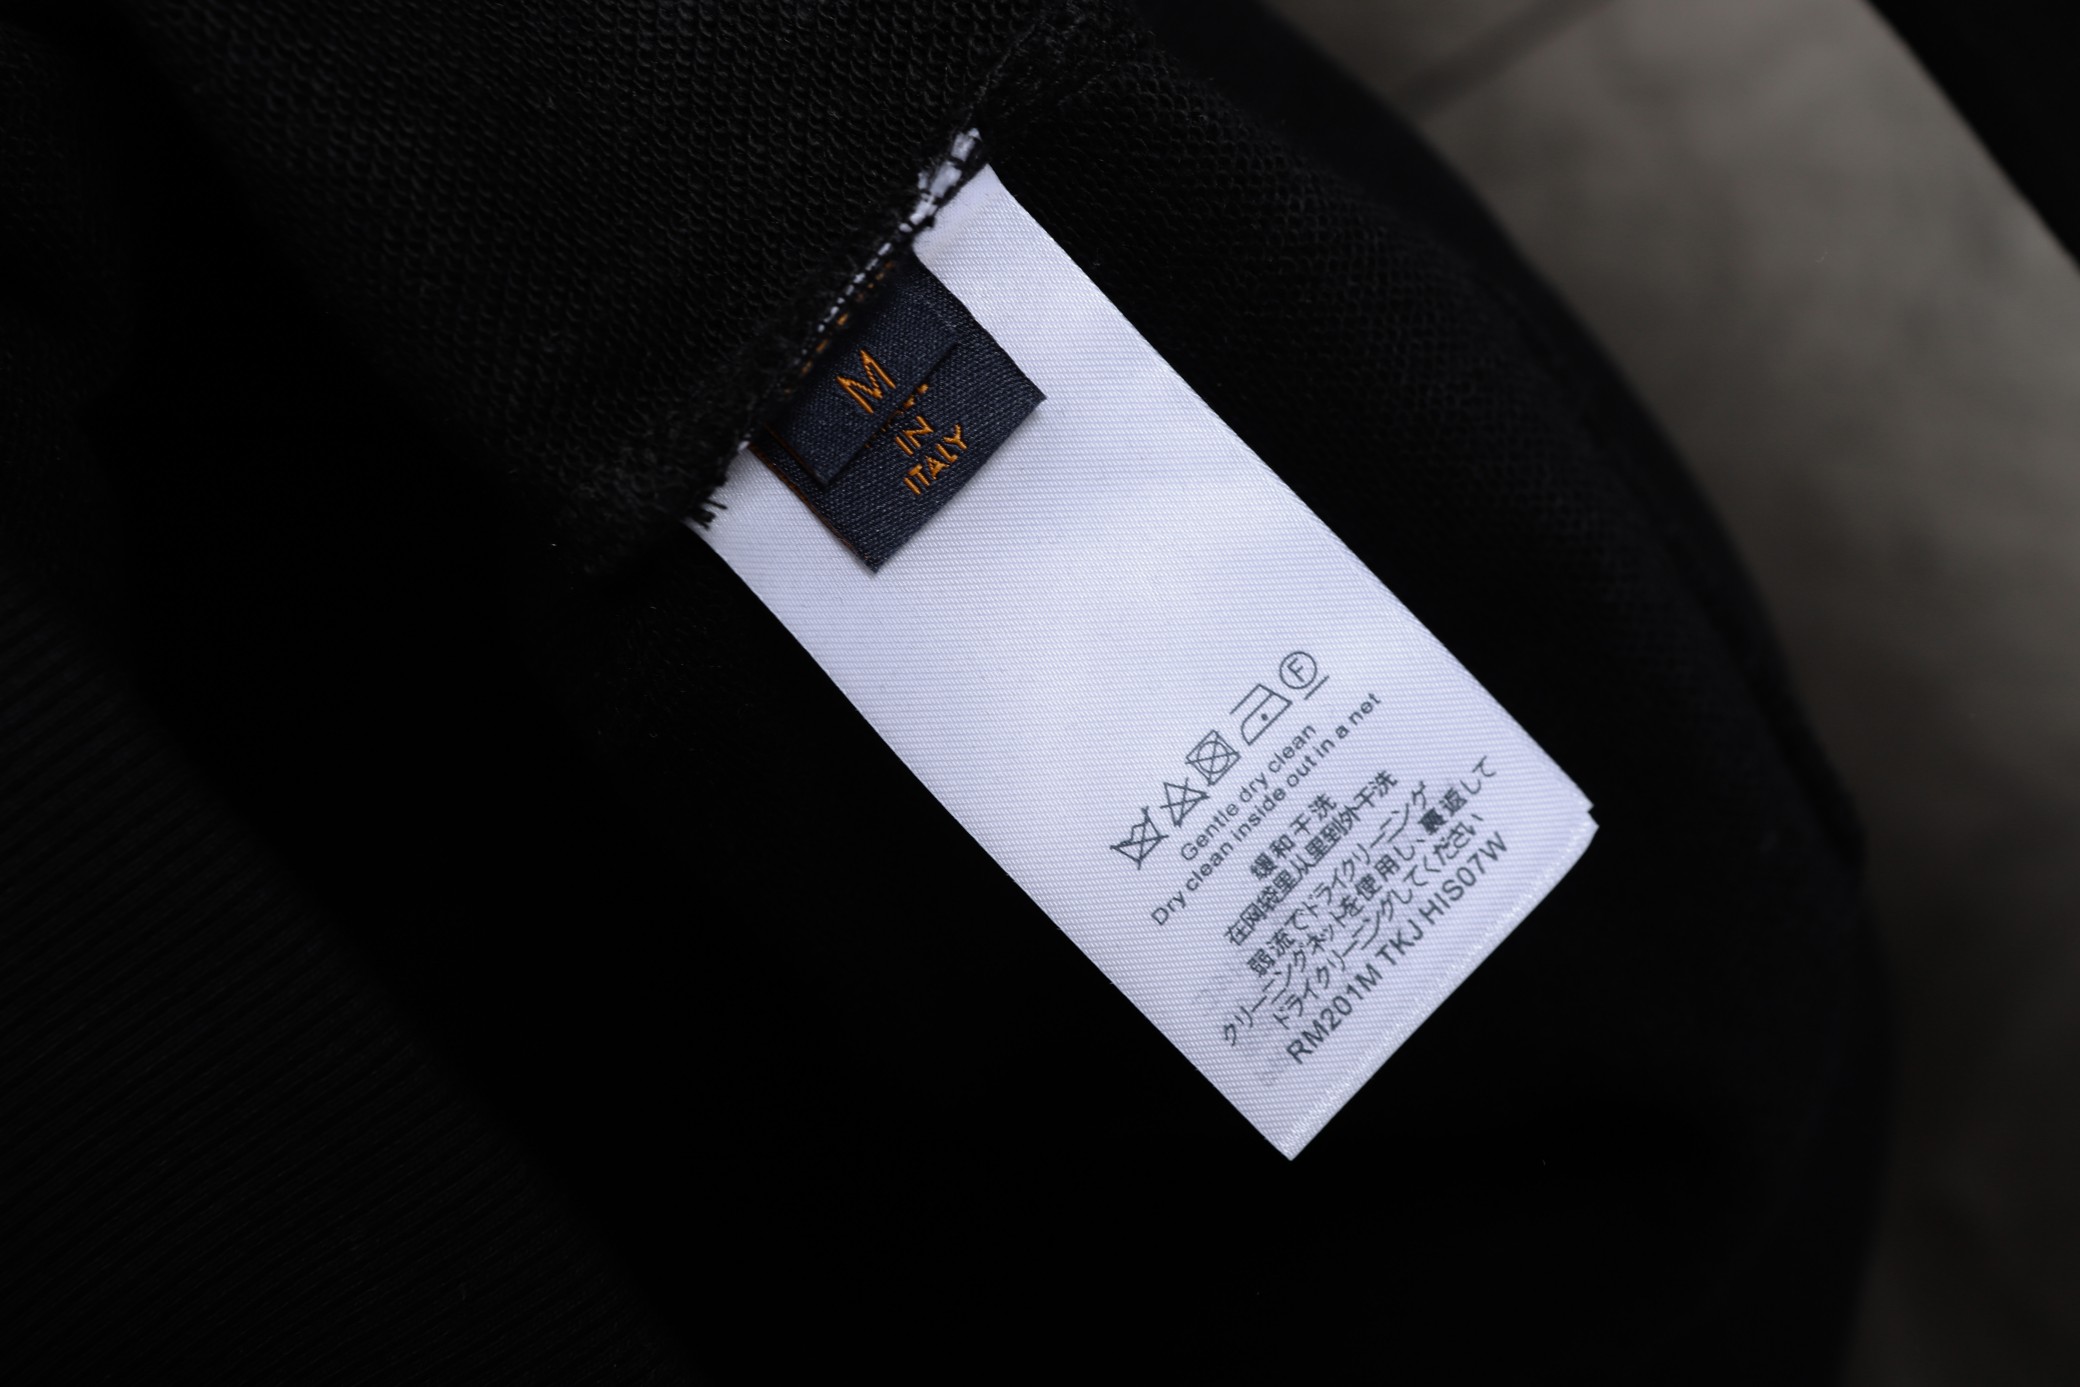 M
IN
ITALY
F
Gentle dry clean
Dry clean inside out in a net
缓和干洗
在网袋里从里到外干洗
弱流でドライクリーニング
クリーニングネットを使用し、裏返して
ドライクリーニングしてください
RM201M TKJ HIS07W